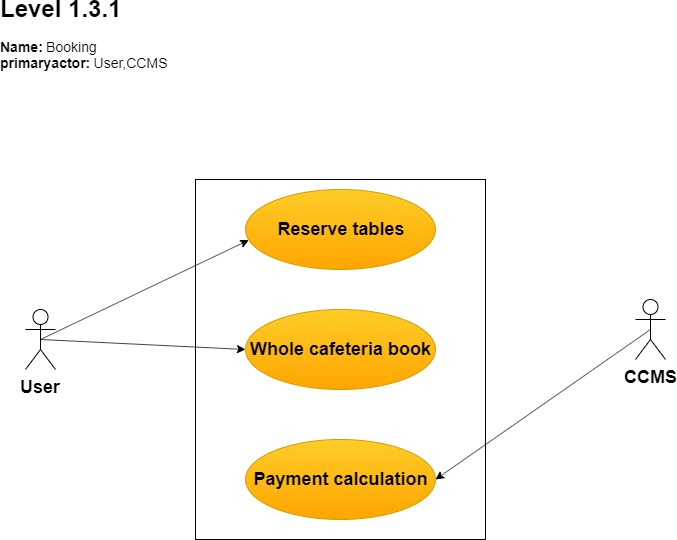 Level 1.3.1
Name: Booking
primaryactor: User,CCMS
Reserve tables
Whole cafeteria book
User
CCMS
Payment calculation